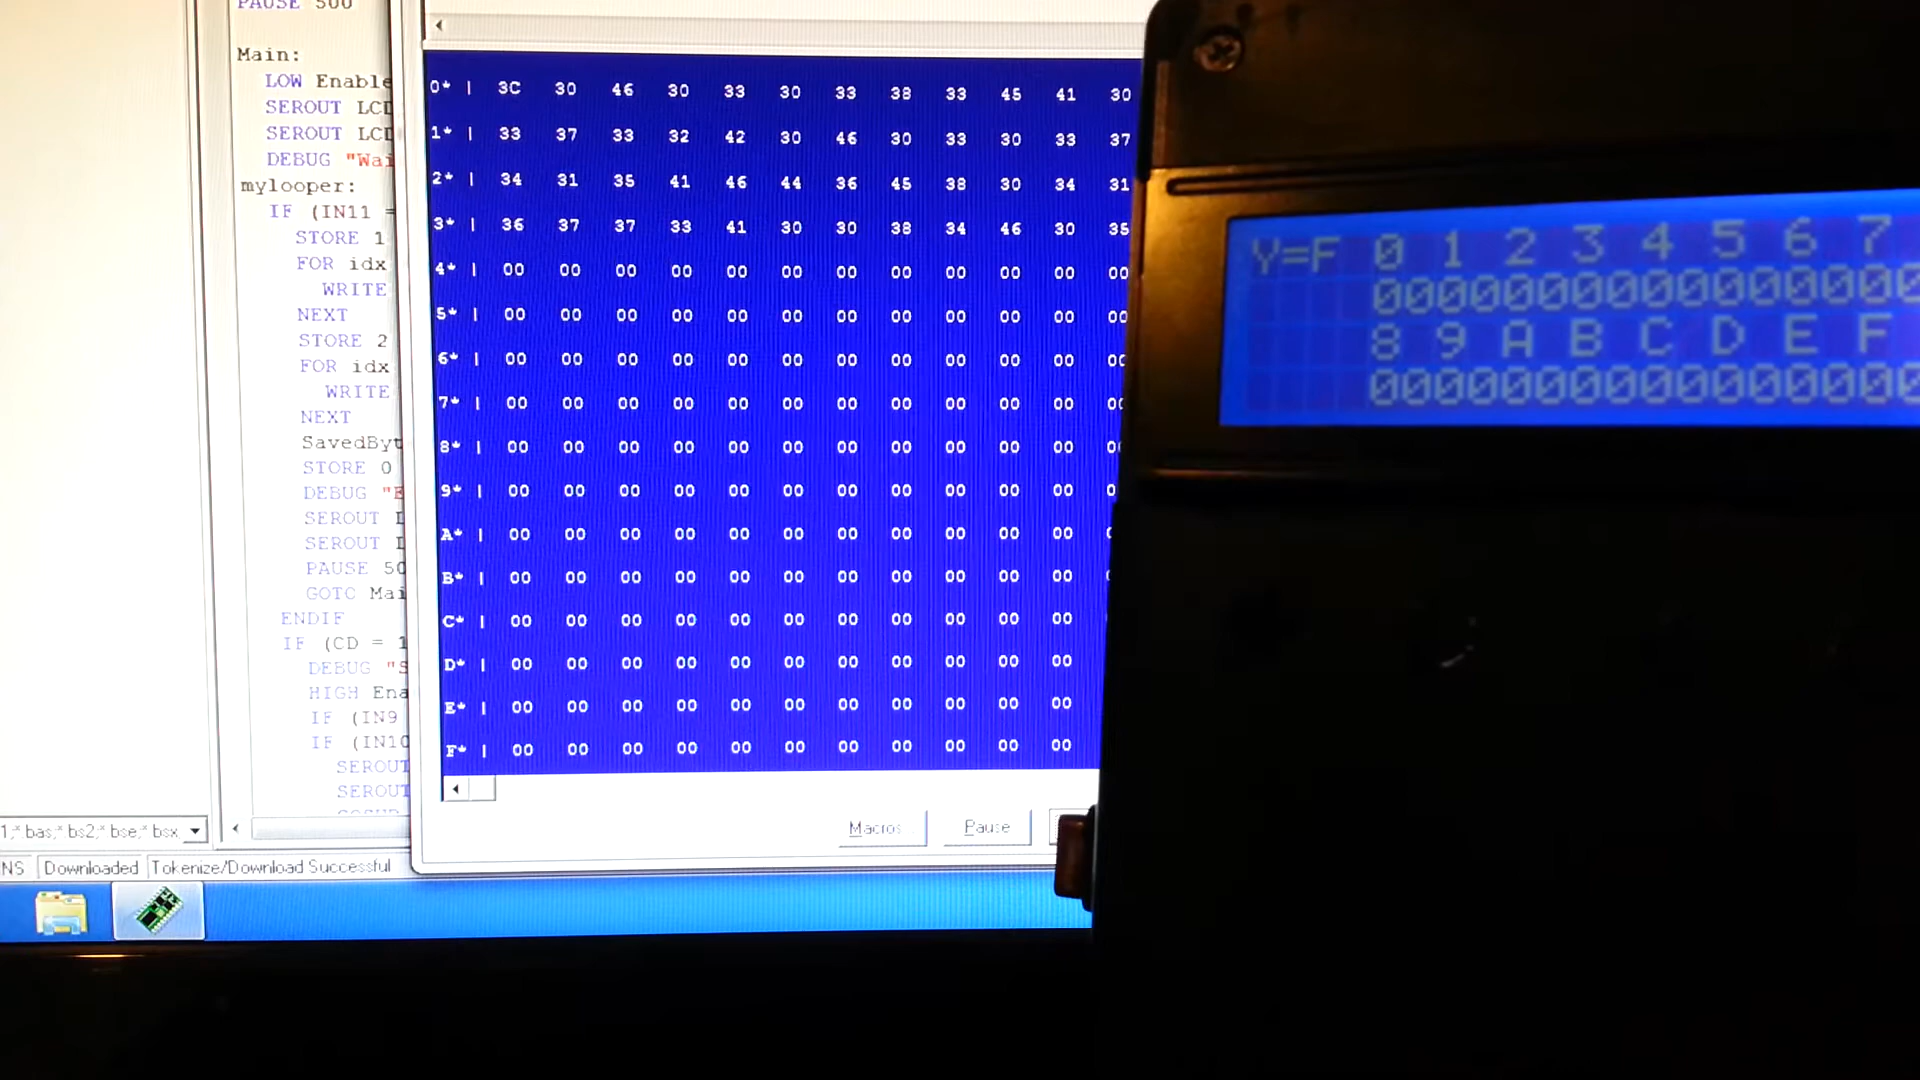 PAUSE 500
Main:
LOW Enable
SEROUT LCD
SEROUT LCD
DEBUG "Wai
mylooper:
IF (IN11 =
STORE 1
FOR idx
WRITE
NEXT
STORE 2
FOR idx
WRITE
NEXT
SavedByt
STORE 0
DEBUG "E
SEROUT L
SEROUT L
PAUSE 50
GOTO Mai
ENDIF
IF (CD = 1
DEBUG "S
HIGH Ena
IF (IN9
IF (IN10
SEROUT
SEROUT
0* | 3C 30 46 30 33 30 33 38 33 45 41 30
1* | 33 37 33 32 42 30 46 30 33 30 33 37
2* | 34 31 35 41 46 44 36 45 38 30 34 31
3* | 36 37 37 33 41 30 30 38 34 46 30 35
4* | 00 00 00 00 00 00 00 00 00 00 00 00
5* | 00 00 00 00 00 00 00 00 00 00 00 00
6* | 00 00 00 00 00 00 00 00 00 00 00 00
7* | 00 00 00 00 00 00 00 00 00 00 00 00
8* | 00 00 00 00 00 00 00 00 00 00 00 0
9* | 00 00 00 00 00 00 00 00 00 00 00 0
A* | 00 00 00 00 00 00 00 00 00 00 00
B* | 00 00 00 00 00 00 00 00 00 00 00
C* | 00 00 00 00 00 00 00 00 00 00 00
D* | 00 00 00 00 00 00 00 00 00 00 00
E* | 00 00 00 00 00 00 00 00 00 00 00
F* | 00 00 00 00 00 00 00 00 00 00 00
Macros...
Pause
1;*.bas;*.bs2;*.bse;*.bsx
NS Downloaded Tokenize/Download Successful
Y=F 0 1 2 3 4 5 6 7
0000000000000000
8 9 A B C D E F
0000000000000000